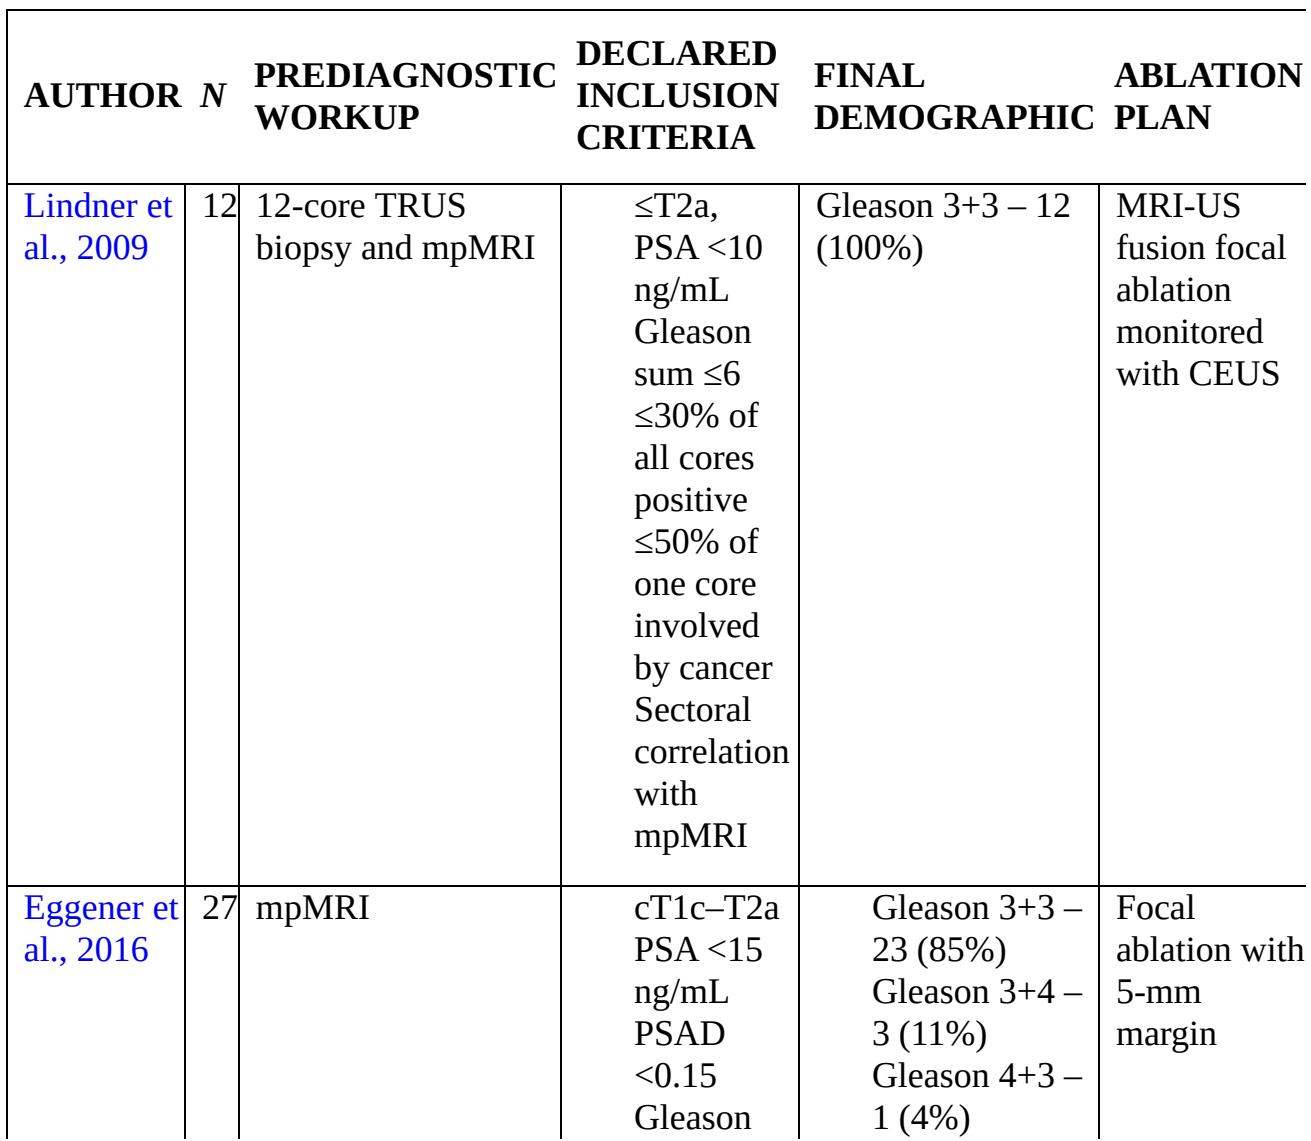 AUTHOR
N
PREDIAGNOSTIC
WORKUP
DECLARED
INCLUSION
CRITERIA
FINAL
DEMOGRAPHIC
ABLATION
PLAN
Lindner et
al., 2009
12
12-core TRUS
biopsy and mpMRI
≤T2a,
PSA <10
ng/mL
Gleason
sum ≤6
≤30% of
all cores
positive
≤50% of
one core
involved
by cancer
Sectoral
correlation
with
mpMRI
Gleason 3+3 – 12
(100%)
MRI-US
fusion focal
ablation
monitored
with CEUS
Eggener et
al., 2016
27
mpMRI
cT1c–T2a
PSA <15
ng/mL
PSAD
<0.15
Gleason
Gleason 3+3 –
23 (85%)
Gleason 3+4 –
3 (11%)
Gleason 4+3 –
1 (4%)
Focal
ablation with
5-mm
margin